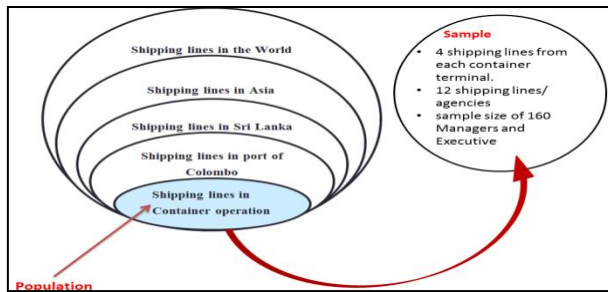 Shipping lines in the World
Shipping lines in Asia
Shipping lines in Sri Lanka
Shipping lines in port of
Colombo
Shipping lines in
Container operation
Population
Sample
• 4 shipping lines from
each container
terminal.
• 12 shipping lines/
agencies
• sample size of 160
Managers and
Executive